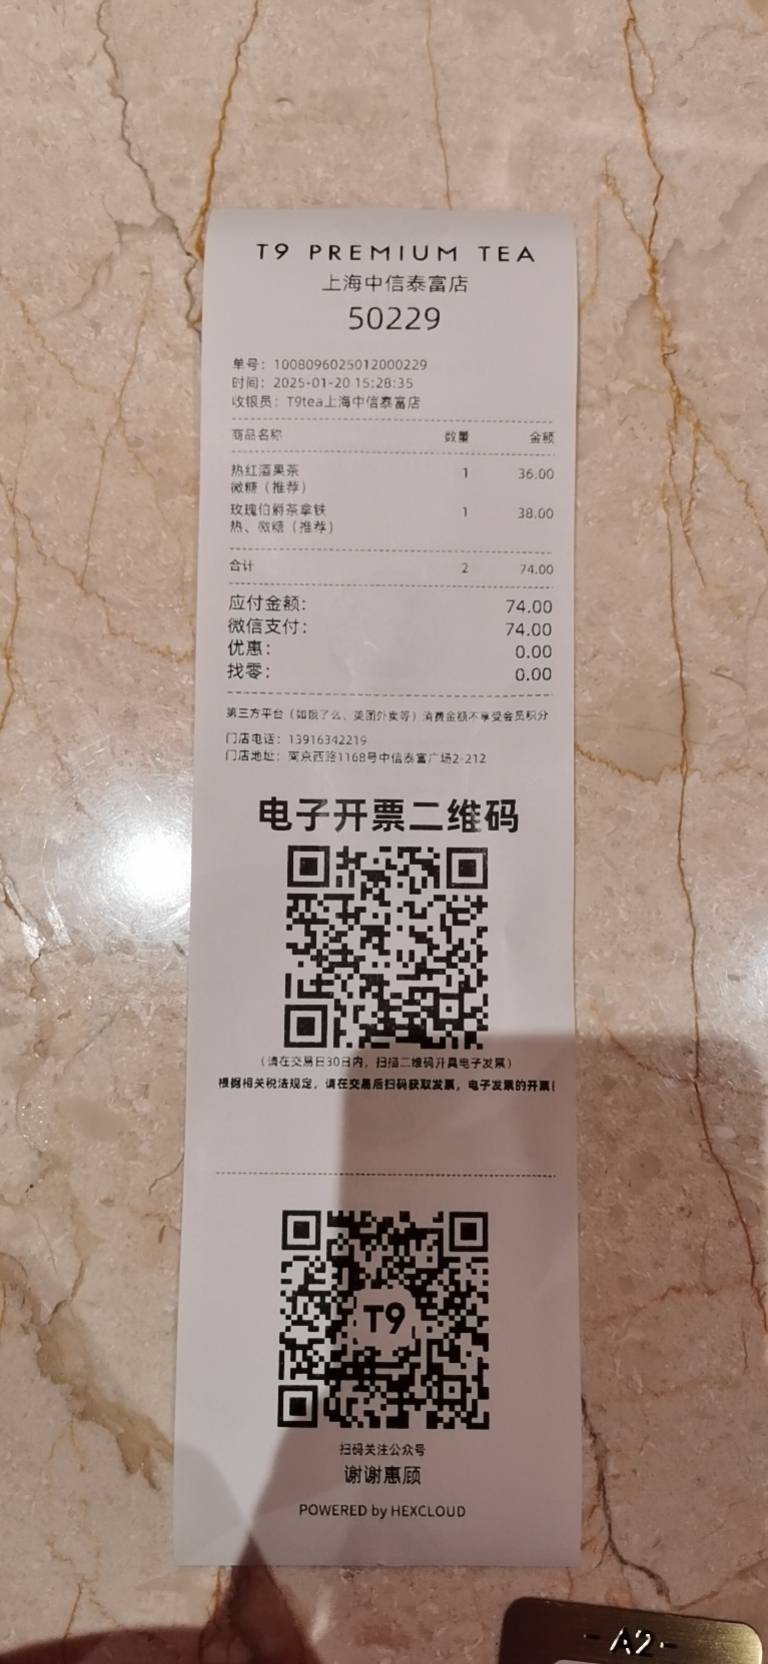 T9 PREMIUM TEA
上海中信泰富店
50229
单号：1008096025012000229
时间：2025-01-20 15:28:35
收银员：T9tea上海中信泰富店
商品名称 数量 金额
热红酒果茶 1 36.00
微糖（推荐）
玫瑰伯爵茶拿铁 1 38.00
热、微糖（推荐）
合计 2 74.00
应付金额： 74.00
微信支付： 74.00
优惠： 0.00
找零： 0.00
第三方平台（如饿了么、美团外卖等）消费金额不享受会员积分
门店电话：13916342219
门店地址：南京西路1168号中信泰富广场2-212
电子开票二维码
（请在交易日30日内，扫描二维码开具电子发票）
根据相关税法规定，请在交易后扫码获取发票，电子发票的开票
T9
扫码关注公众号
谢谢惠顾
POWERED by HEXCLOUD
-A2-